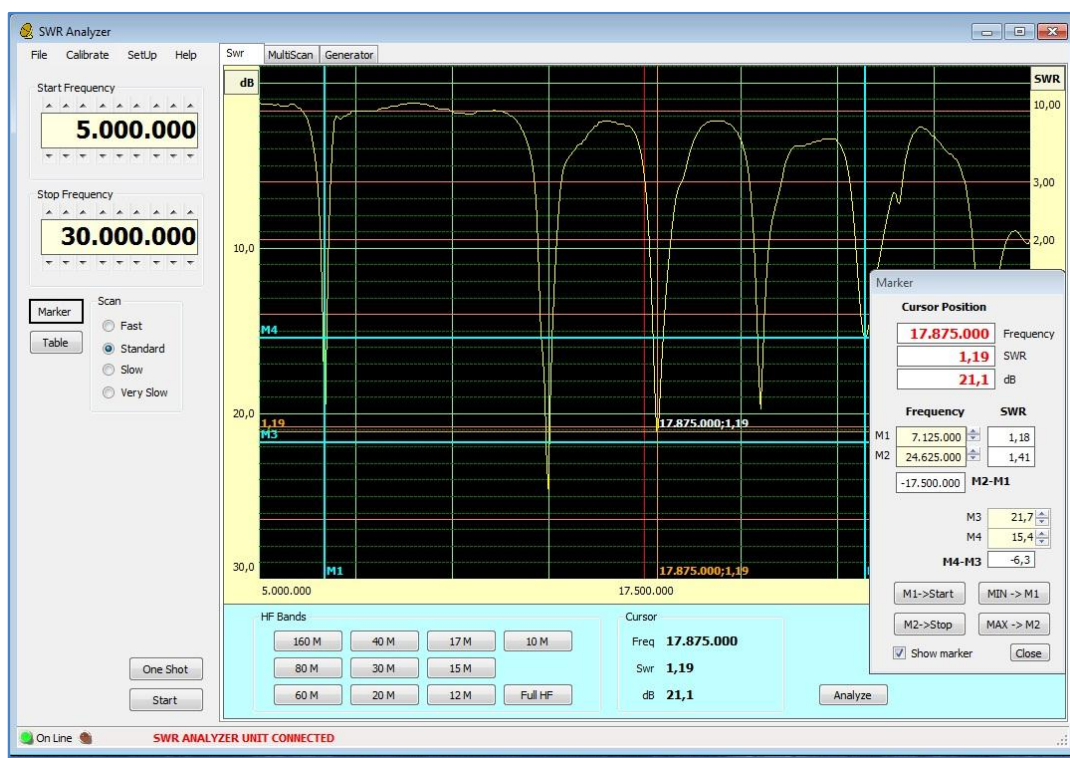 SWR Analyzer
File Calibrate SetUp Help
Swr MultiScan Generator
Start Frequency
5.000.000
Stop Frequency
30.000.000
Marker
Table
Scan
Fast
Standard
Slow
Very Slow
One Shot
Start
dB
10,0
20,0
30,0
SWR
10,00
3,00
2,00
M4
1,19
M3
17.875.000;1,19
M1
17.875.000;1,19
5.000.000
17.500.000
HF Bands
160 M 40 M 17 M 10 M
80 M 30 M 15 M
60 M 20 M 12 M Full HF
Cursor
Freq 17.875.000
Swr 1,19
dB 21,1
Analyze
Marker
Cursor Position
17.875.000 Frequency
1,19 SWR
21,1 dB
Frequency SWR
M1 7.125.000 1,18
M2 24.625.000 1,41
-17.500.000 M2-M1
M3 21,7
M4 15,4
M4-M3 -6,3
M1->Start MIN -> M1
M2->Stop MAX -> M2
Show marker Close
On Line SWR ANALYZER UNIT CONNECTED